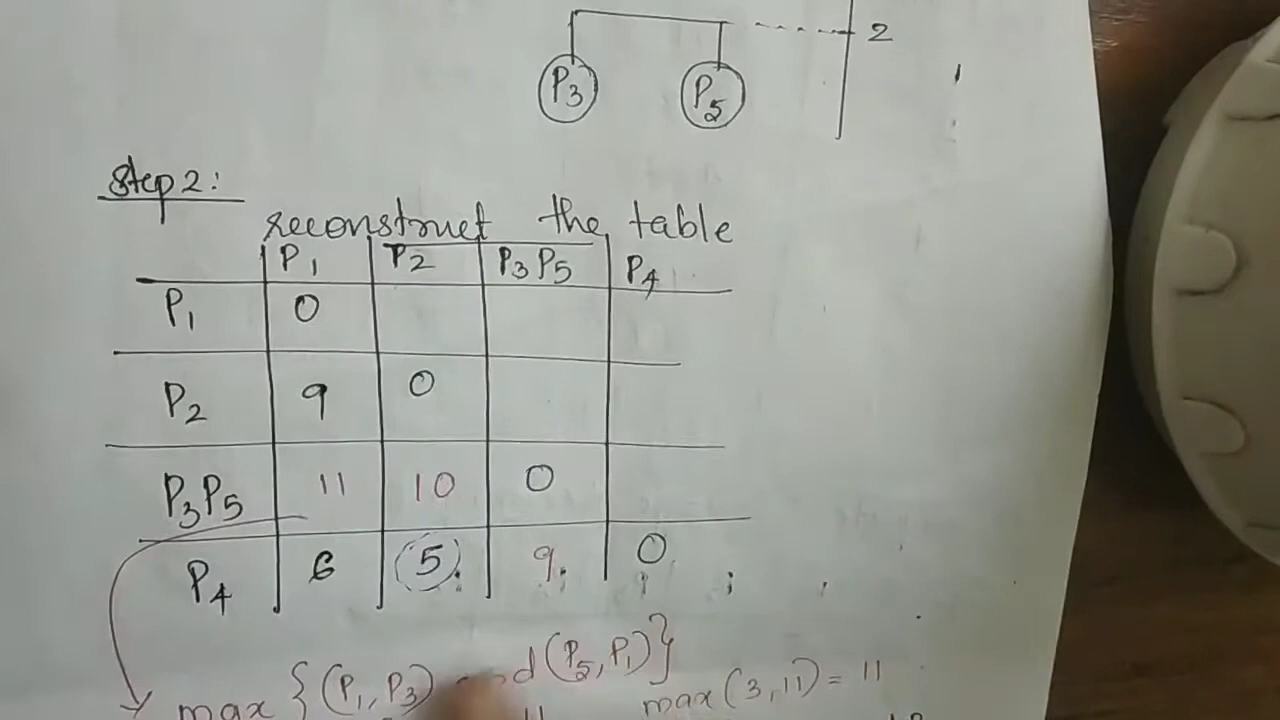 2
P3 P5
Step 2:
reconstruct the table
P1 P2 P3P5 P4
P1 0
P2 9 0
P3P5 11 10 0
P4 6 5 9 0
max {(P1, P3) (P5, P1)}
11 max (3,11) = 11